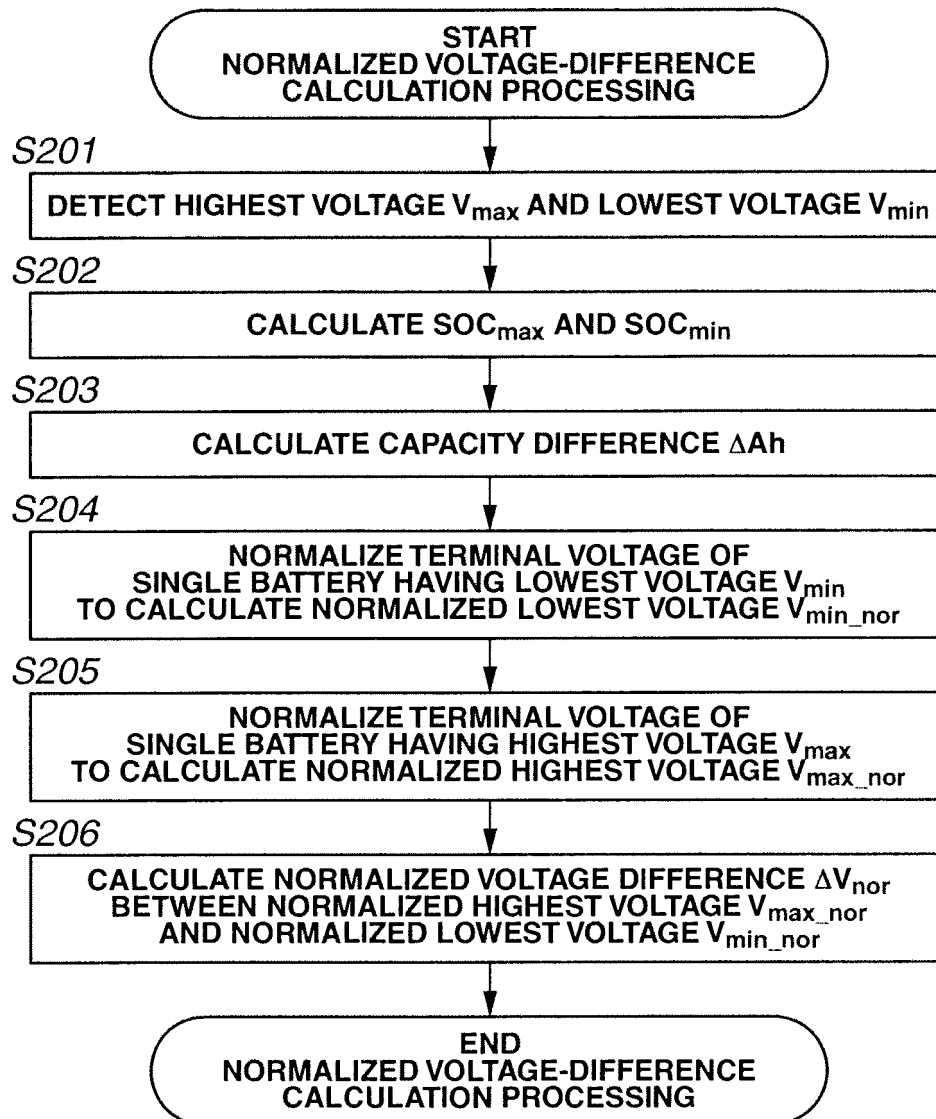 START
NORMALIZED VOLTAGE-DIFFERENCE
CALCULATION PROCESSING
S201
DETECT HIGHEST VOLTAGE Vmax AND LOWEST VOLTAGE Vmin
S202
CALCULATE SOCmax AND SOCmin
S203
CALCULATE CAPACITY DIFFERENCE ΔAh
S204
NORMALIZE TERMINAL VOLTAGE OF
SINGLE BATTERY HAVING LOWEST VOLTAGE Vmin
TO CALCULATE NORMALIZED LOWEST VOLTAGE Vmin_nor
S205
NORMALIZE TERMINAL VOLTAGE OF
SINGLE BATTERY HAVING HIGHEST VOLTAGE Vmax
TO CALCULATE NORMALIZED HIGHEST VOLTAGE Vmax_nor
S206
CALCULATE NORMALIZED VOLTAGE DIFFERENCE ΔVnor
BETWEEN NORMALIZED HIGHEST VOLTAGE Vmax_nor
AND NORMALIZED LOWEST VOLTAGE Vmin_nor
END
NORMALIZED VOLTAGE-DIFFERENCE
CALCULATION PROCESSING